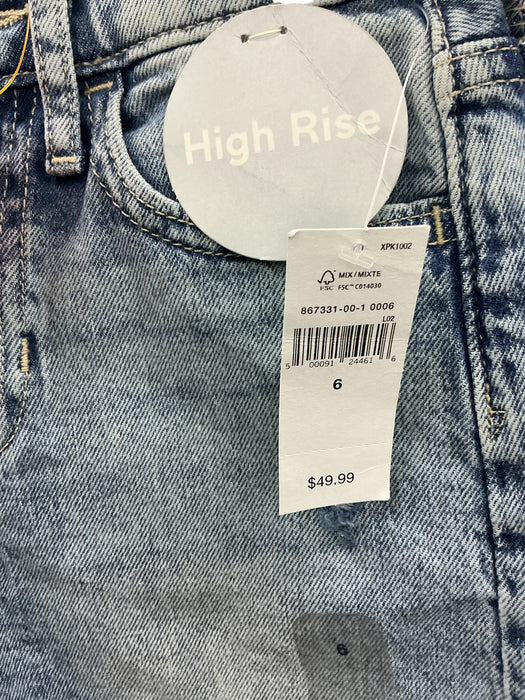 High Rise
XPK1002
MIX / MIXTE
FSC
FSC™ C014030
867331-00-1 0006
L02
5 00091 24461 6
6
$49.99
6